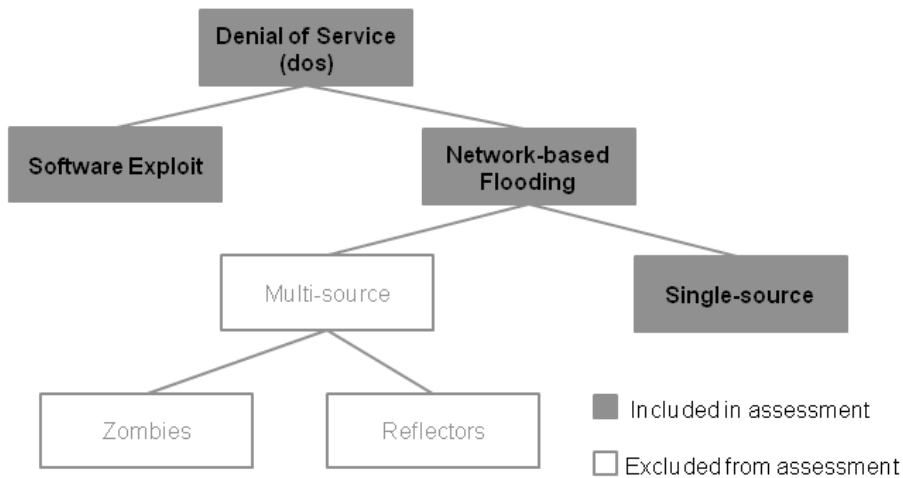 Denial of Service
(dos)
Software Exploit
Network-based
Flooding
Multi-source
Single-source
Zombies
Reflectors
Included in assessment
Excluded from assessment